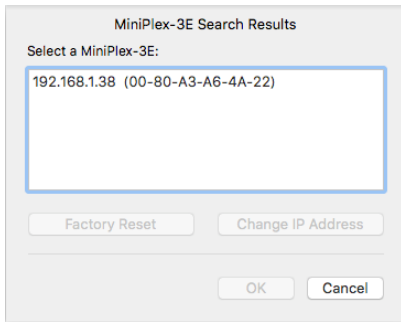 MiniPlex-3E Search Results
Select a MiniPlex-3E:
192.168.1.38 (00-80-A3-A6-4A-22)
Factory Reset
Change IP Address
OK
Cancel